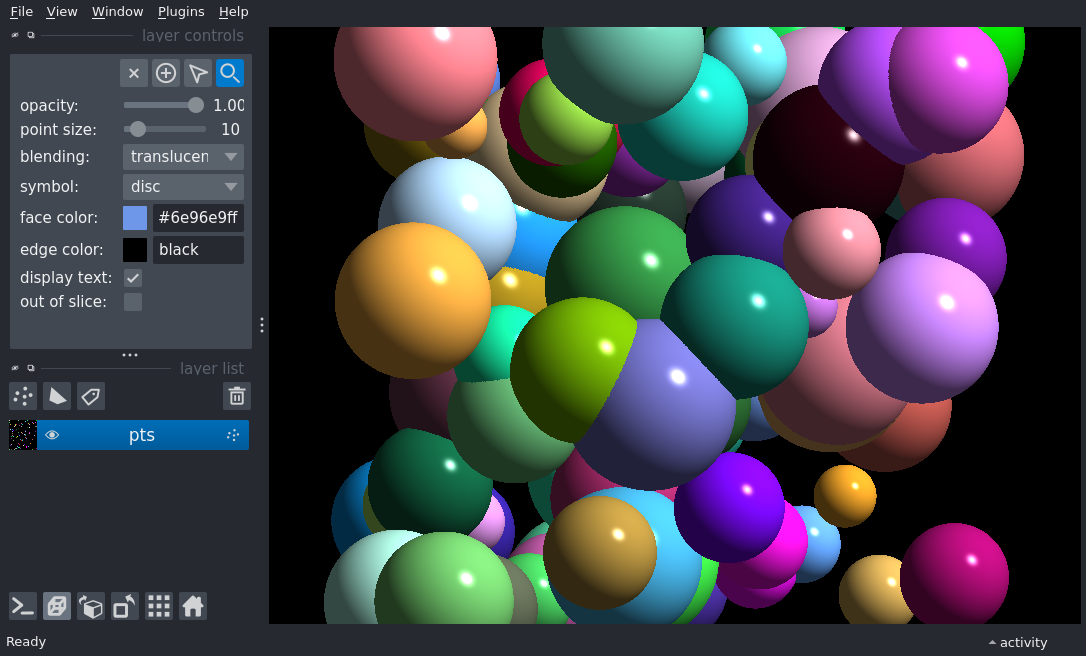 File View Window Plugins Help
layer controls
opacity: 1.00
point size: 10
blending: translucen
symbol: disc
face color: #6e96e9ff
edge color: black
display text:
out of slice:
layer list
pts
Ready
activity